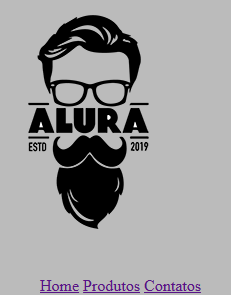 ALURA
ESTD 2019
Home Produtos Contatos